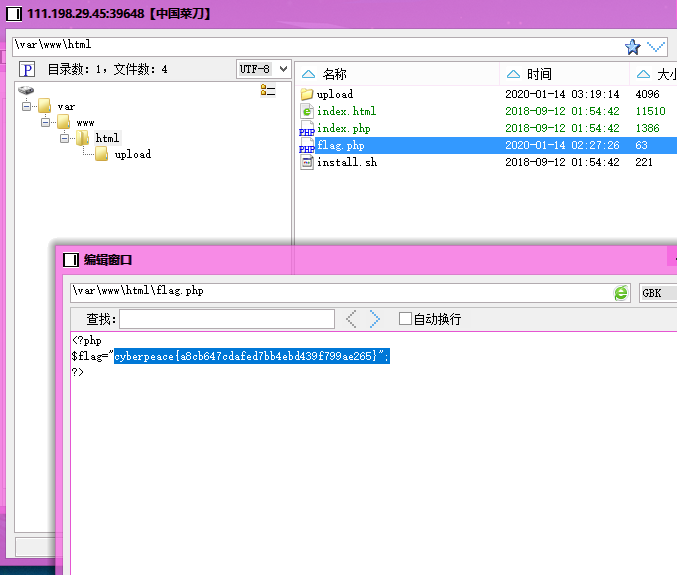 111.198.29.45:39648【中国菜刀】
\var\www\html
P 目录数: 1, 文件数: 4 UTF-8
var
www
html
upload
名称 时间 大小
upload 2020-01-14 03:19:14 4096
index.html 2018-09-12 01:54:42 11510
PHP index.php 2018-09-12 01:54:42 1386
PHP flag.php 2020-01-14 02:27:26 63
install.sh 2018-09-12 01:54:42 221
编辑窗口
\var\www\html\flag.php GBK
查找: 自动换行
<?php
$flag="cyberpeace{a8cb647cdafed7bb4ebd439f799ae265}";
?>